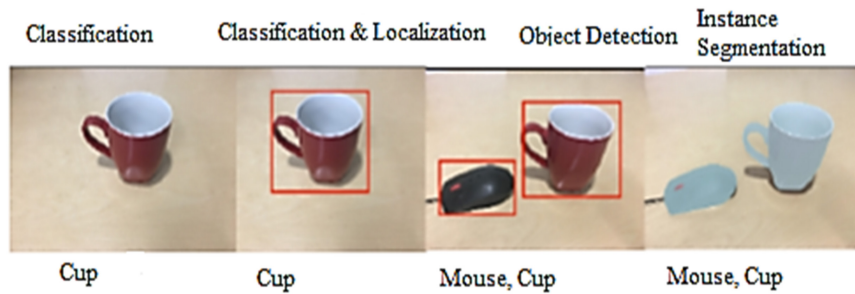 Classification
Classification & Localization
Object Detection
Instance
Segmentation
Cup
Cup
Mouse, Cup
Mouse, Cup